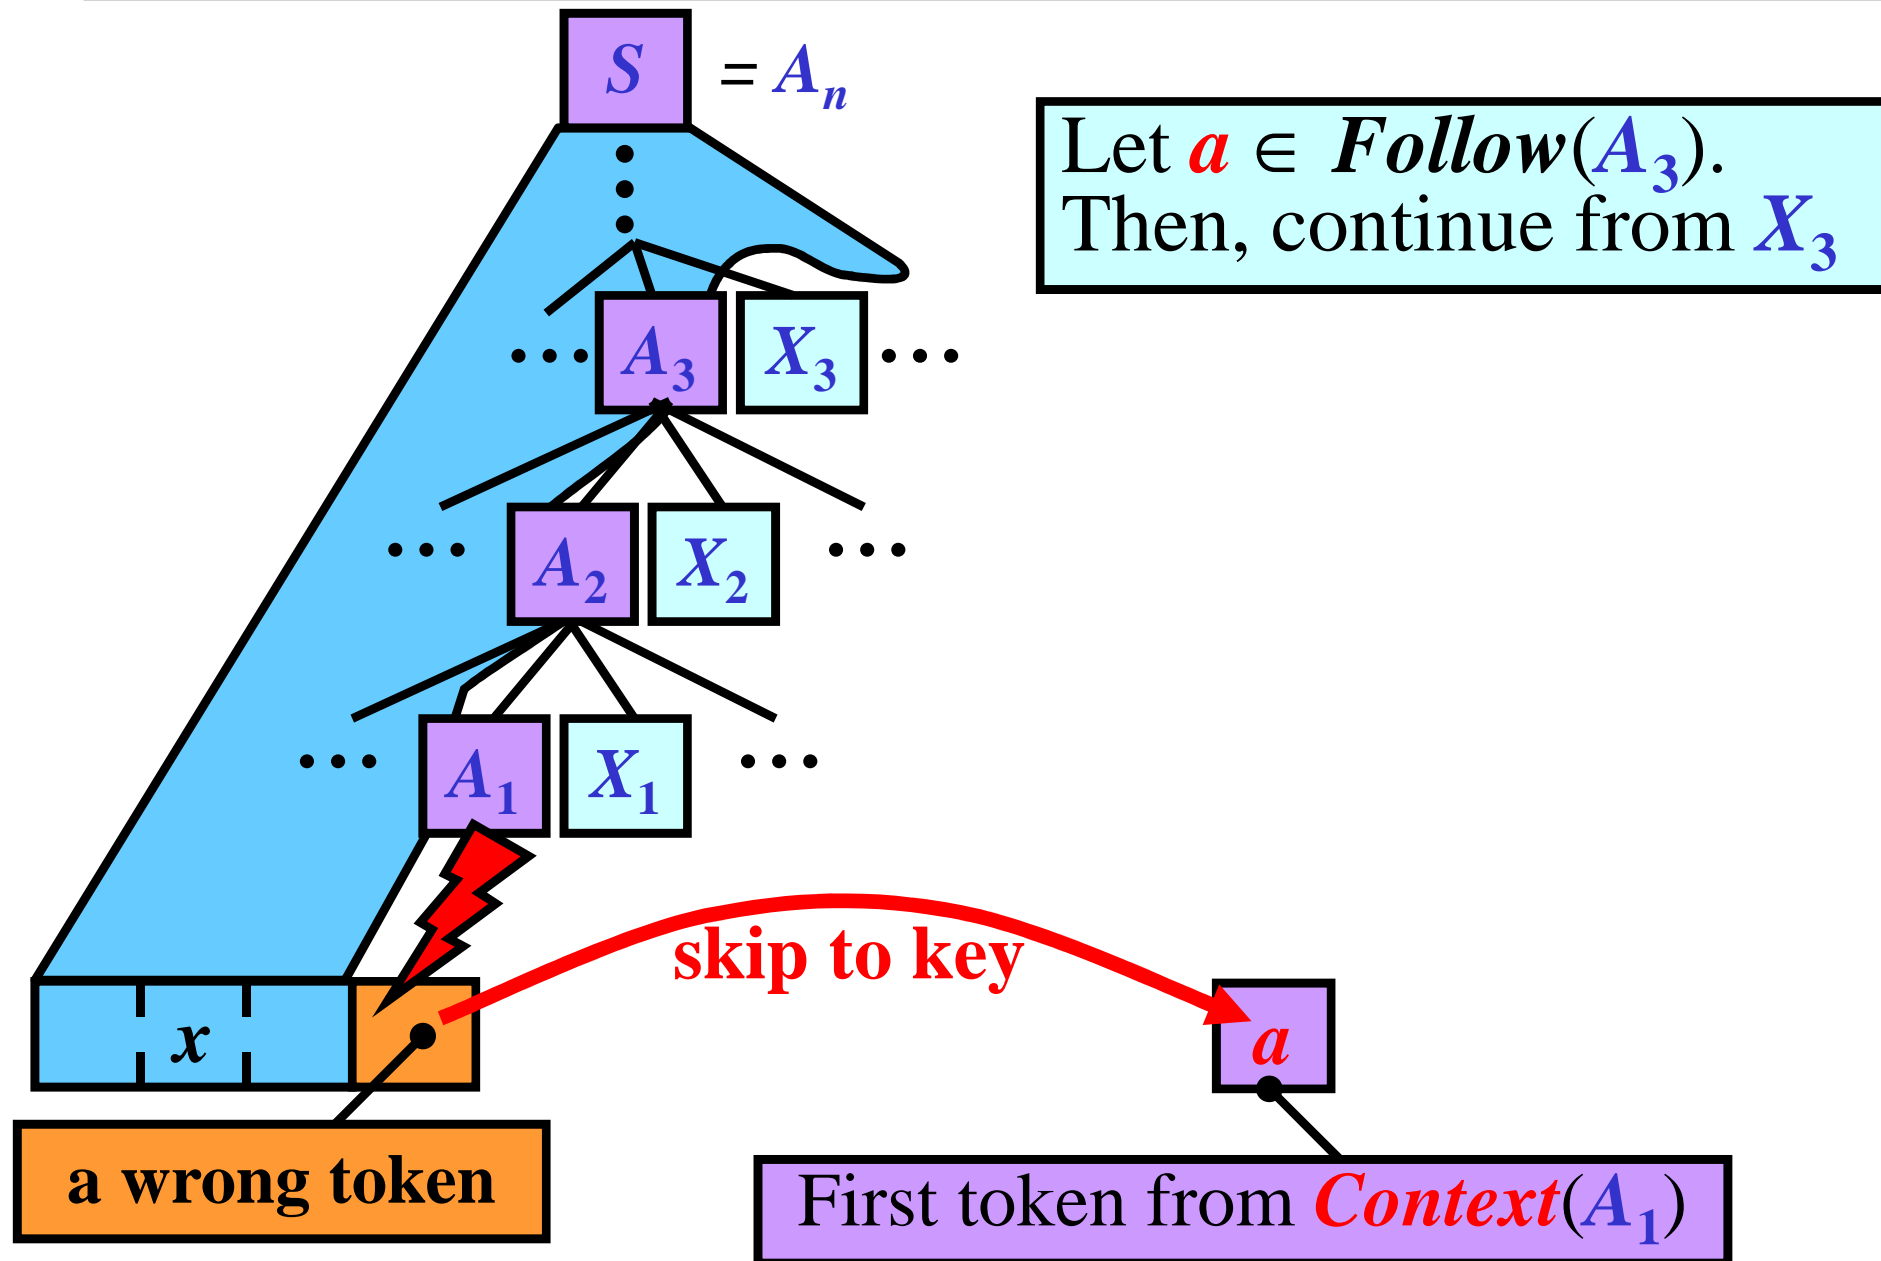 S = Aₙ
Let a ∈ Follow(A₃).
Then, continue from X₃
••• A₃ X₃ •••
••• A₂ X₂ •••
••• A₁ X₁ •••
skip to key
x
a
a wrong token
First token from Context(A₁)